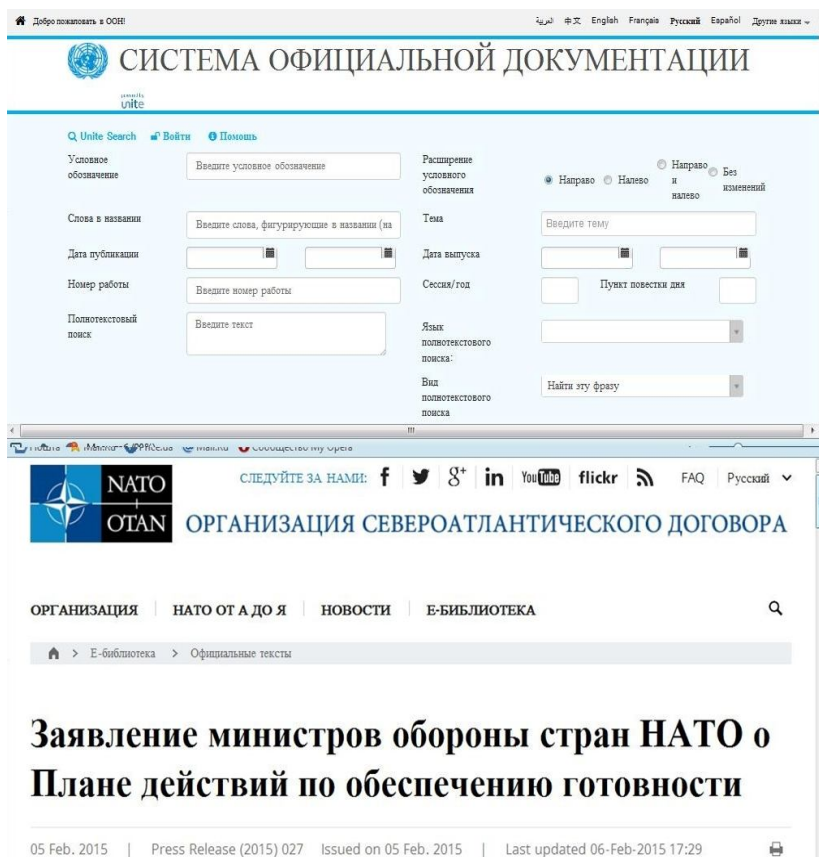 Добро пожаловать в ООН!
العربية 中文 English Français Русский Español Другие языки
СИСТЕМА ОФИЦИАЛЬНОЙ ДОКУМЕНТАЦИИ
unite
Unite Search Войти Помощь
Условное обозначение
Введите условное обозначение
Расширение условного обозначения
Направо Налево Направо и налево Без изменений
Слова в названии
Введите слова, фигурирующие в названии (на
Тема
Введите тему
Дата публикации
Дата выпуска
Номер работы
Введите номер работы
Сессия/год
Пункт повестки дня
Полнотекстовый поиск
Введите текст
Язык полнотекстового поиска:
Вид полнотекстового поиска
Найти эту фразу
NATO
OTAN
СЛЕДУЙТЕ ЗА НАМИ: f g+ in YouTube flickr FAQ Русский
ОРГАНИЗАЦИЯ СЕВЕРОАТЛАНТИЧЕСКОГО ДОГОВОРА
ОРГАНИЗАЦИЯ НАТО ОТ А ДО Я НОВОСТИ Е-БИБЛИОТЕКА
> Е-библиотека > Официальные тексты
Заявление министров обороны стран НАТО о
Плане действий по обеспечению готовности
05 Feb. 2015 | Press Release (2015) 027 Issued on 05 Feb. 2015 | Last updated 06-Feb-2015 17:29